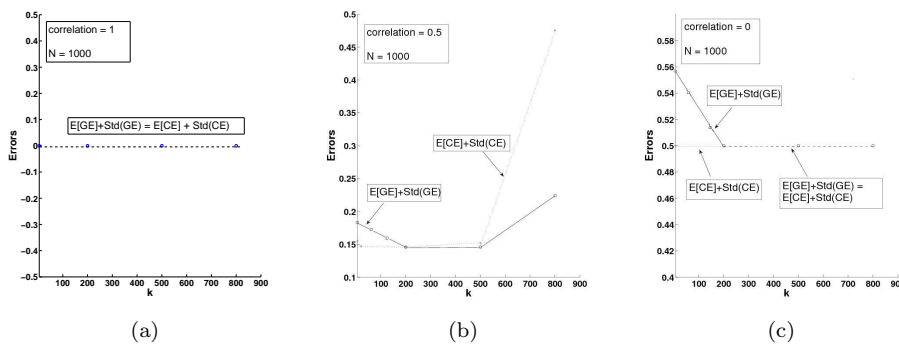 correlation = 1
N = 1000
E[GE]+Std(GE) = E[CE] + Std(CE)
Errors
0.5
0.4
0.3
0.2
0.1
0
−0.1
−0.2
−0.3
−0.4
−0.5
100 200 300 400 500 600 700 800 900
k
(a)
correlation = 0.5
N = 1000
E[CE]+Std(CE)
E[GE]+Std(GE)
Errors
0.5
0.45
0.4
0.35
0.3
0.25
0.2
0.15
0.1
100 200 300 400 500 600 700 800 900
k
(b)
correlation = 0
N = 1000
E[GE]+Std(GE)
E[CE]+Std(CE)
E[GE]+Std(GE) =
E[CE]+Std(CE)
Errors
0.6
0.58
0.56
0.54
0.52
0.5
0.48
0.46
0.44
0.42
0.4
100 200 300 400 500 600 700 800 900
k
(c)